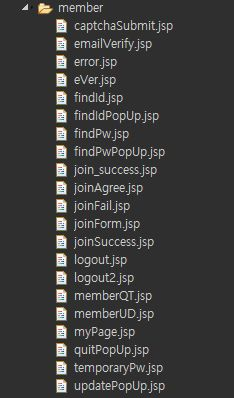 member
captchaSubmit.jsp
emailVerify.jsp
error.jsp
eVer.jsp
findId.jsp
findIdPopUp.jsp
findPw.jsp
findPwPopUp.jsp
join_success.jsp
joinAgree.jsp
joinFail.jsp
joinForm.jsp
joinSuccess.jsp
logout.jsp
logout2.jsp
memberQT.jsp
memberUD.jsp
myPage.jsp
quitPopUp.jsp
temporaryPw.jsp
updatePopUp.jsp